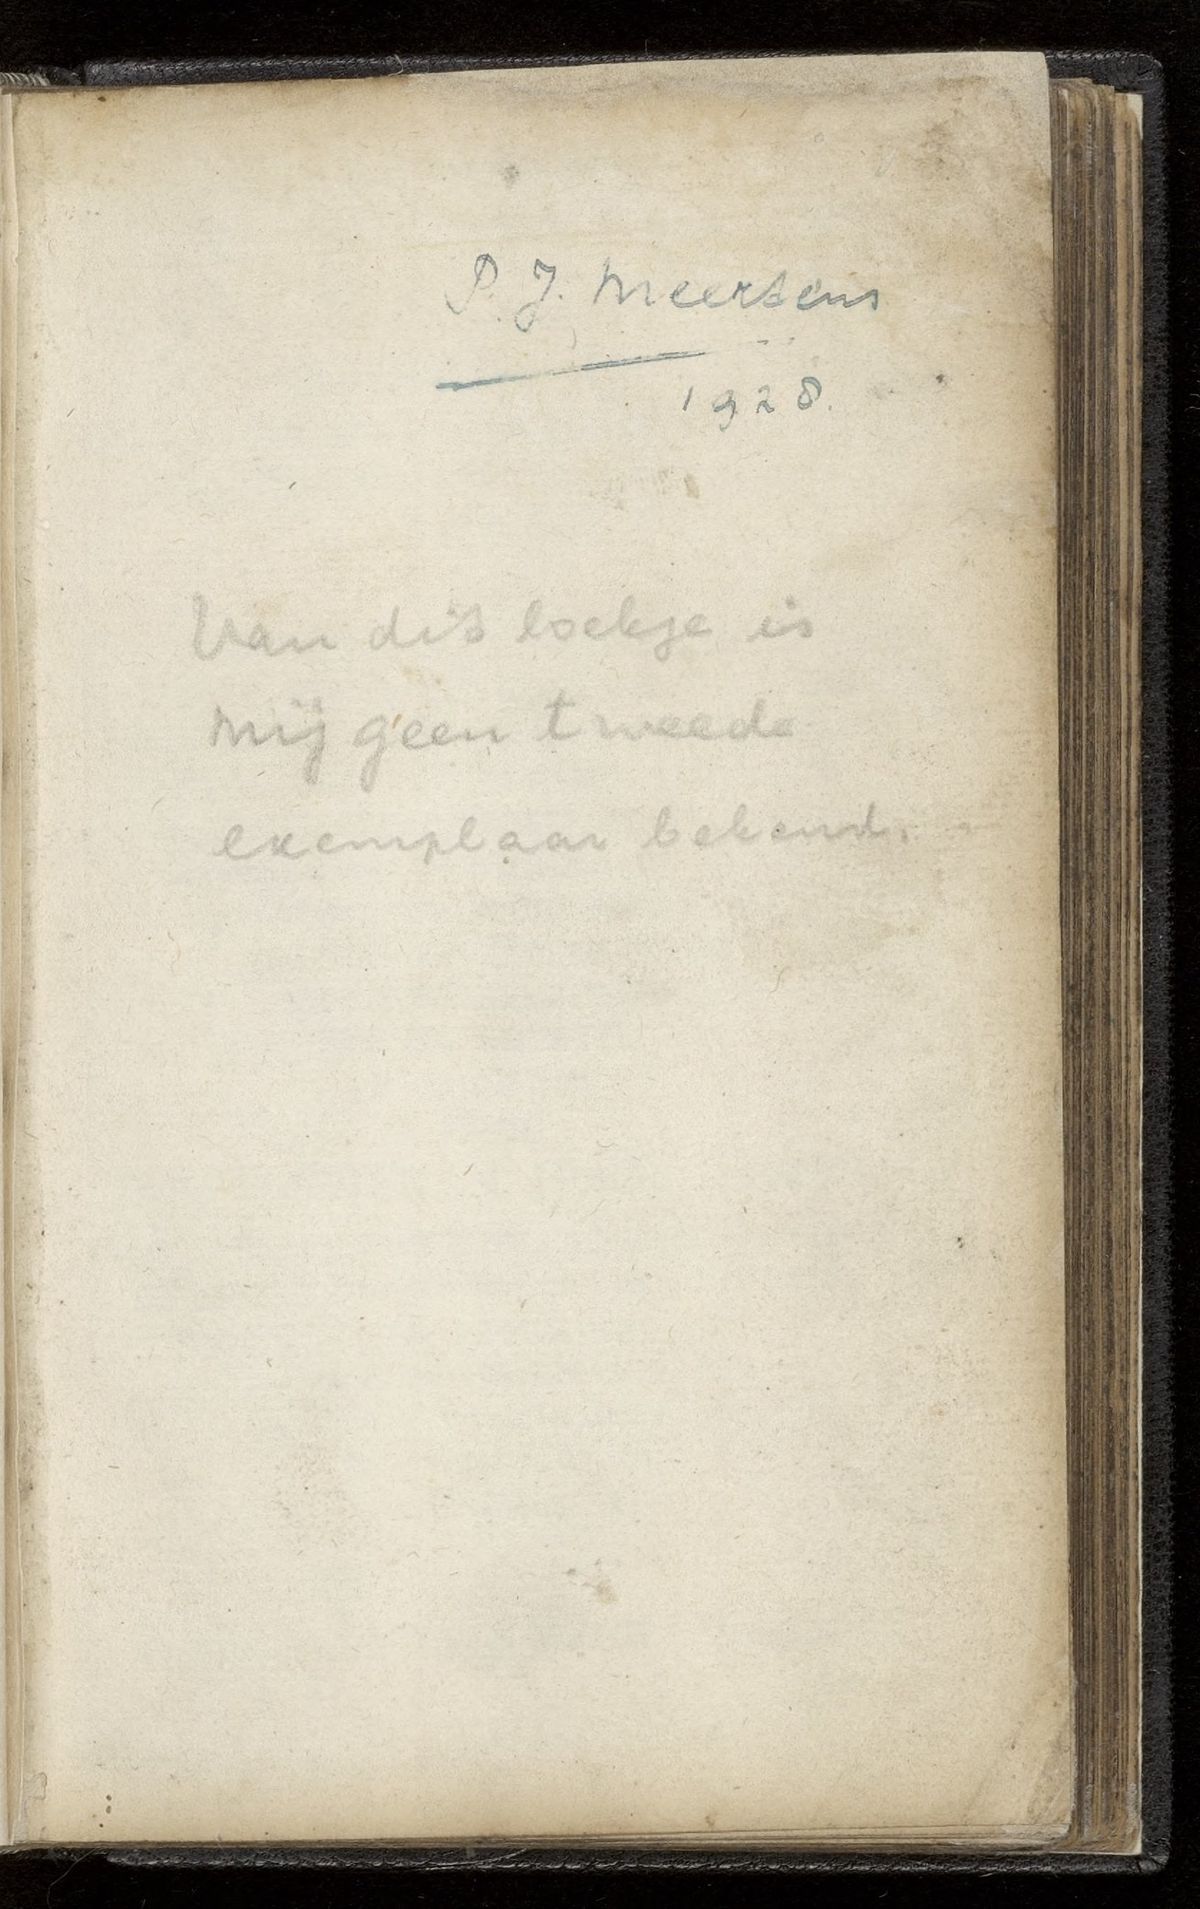 P. J. Meertens
1928.
Van dit boekje is
mij geen tweede
exemplaar bekend.